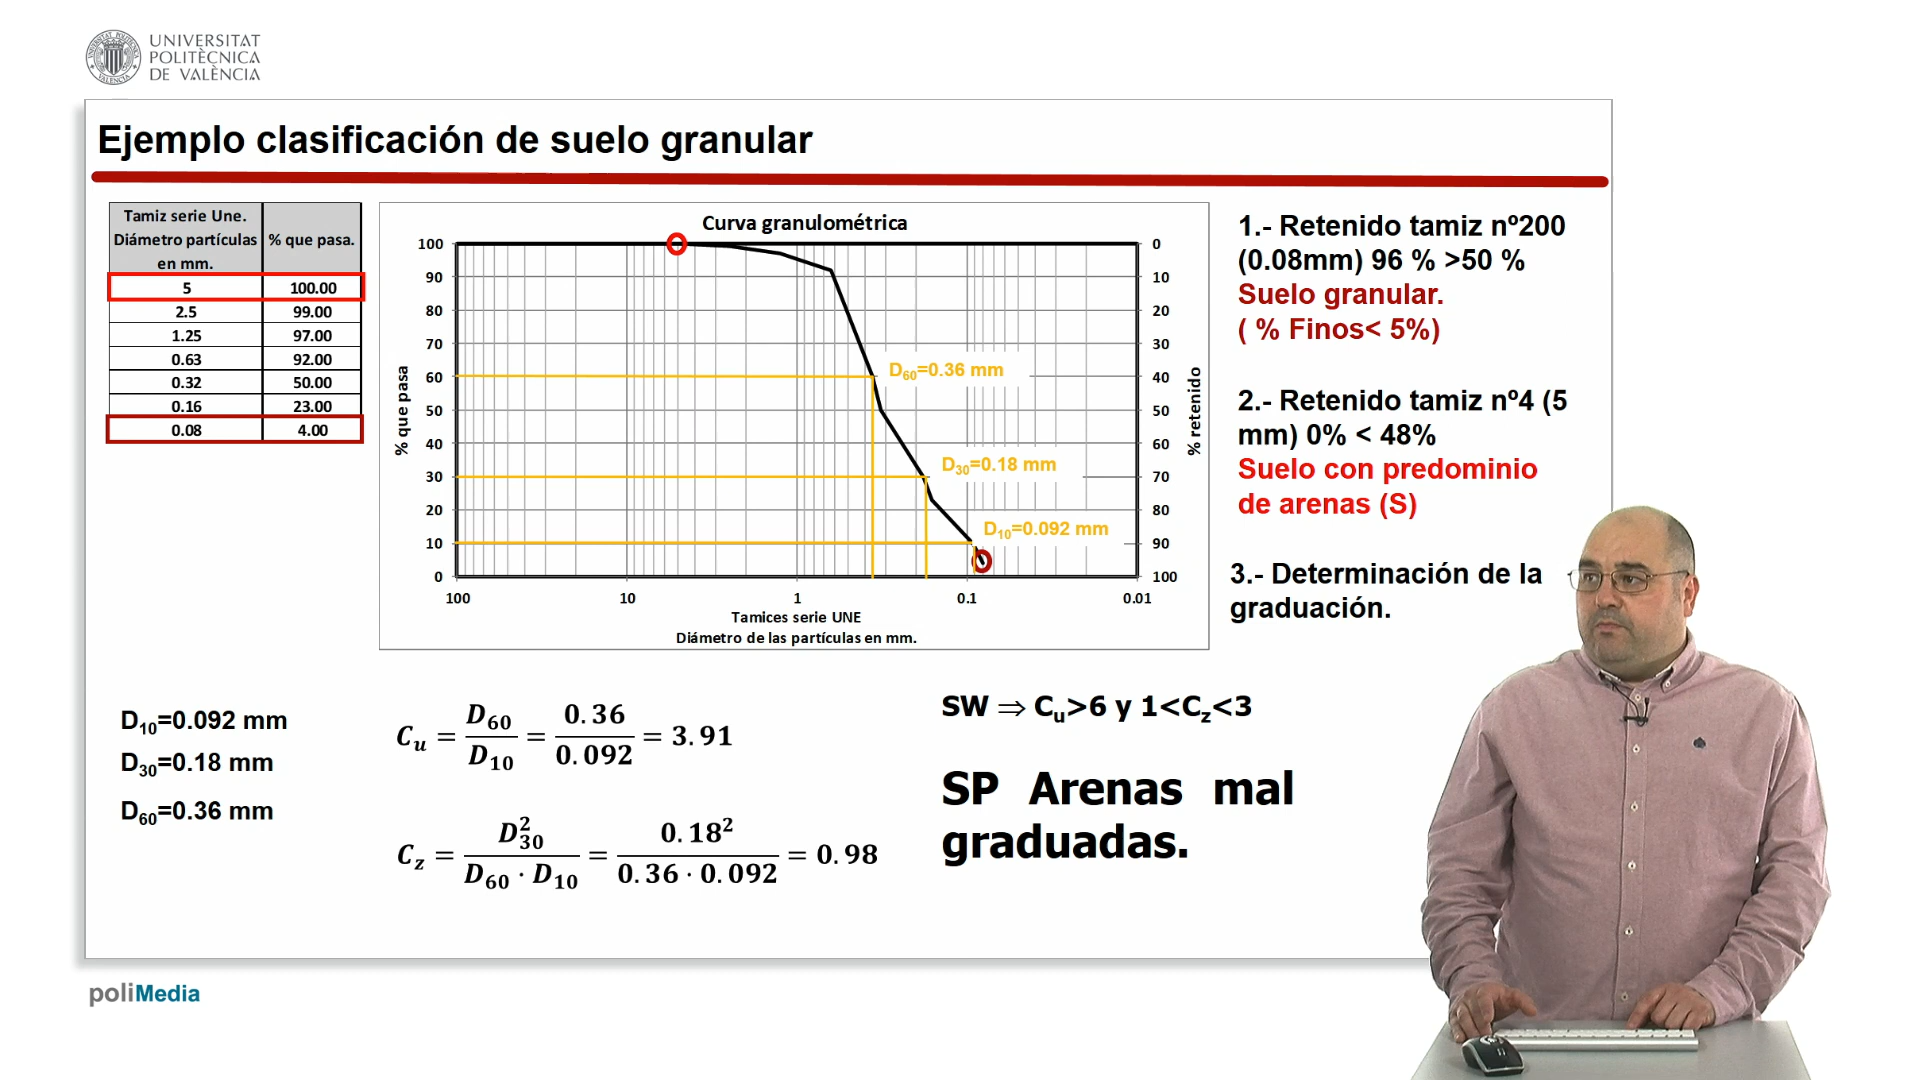 UNIVERSITAT
POLITÈCNICA
DE VALÈNCIA
Ejemplo clasificación de suelo granular
Tamiz serie Une. Diámetro partículas en mm. % que pasa.
5 100.00
2.5 99.00
1.25 97.00
0.63 92.00
0.32 50.00
0.16 23.00
0.08 4.00
Curva granulométrica
100 0
90 10
80 20
70 30
60 40
50 50
40 60
30 70
20 80
10 90
0 100
% que pasa
% retenido
D60=0.36 mm
D30=0.18 mm
D10=0.092 mm
100 10 1 0.1 0.01
Tamices serie UNE
Diámetro de las partículas en mm.
1.- Retenido tamiz nº200
(0.08mm) 96 % >50 %
Suelo granular.
( % Finos< 5%)
2.- Retenido tamiz nº4 (5
mm) 0% < 48%
Suelo con predominio
de arenas (S)
3.- Determinación de la
graduación.
D10=0.092 mm
D30=0.18 mm
D60=0.36 mm
Cu = D60/D10 = 0.36/0.092 = 3.91
Cz = D30²/(D60 · D10) = 0.18²/(0.36 · 0.092) = 0.98
SW ⇒ Cu>6 y 1<Cz<3
SP Arenas mal
graduadas.
poliMedia